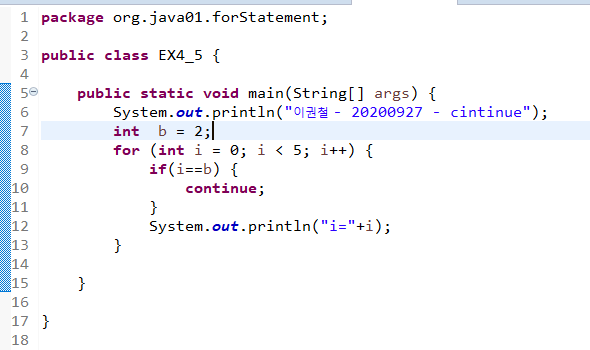 1 package org.java01.forStatement;
2
3 public class EX4_5 {
4
5 public static void main(String[] args) {
6 System.out.println("이권철 - 20200927 - cintinue");
7 int  b = 2;
8 for (int i = 0; i < 5; i++) {
9 if(i==b) {
10 continue;
11 }
12 System.out.println("i="+i);
13 }
14
15 }
16
17 }
18